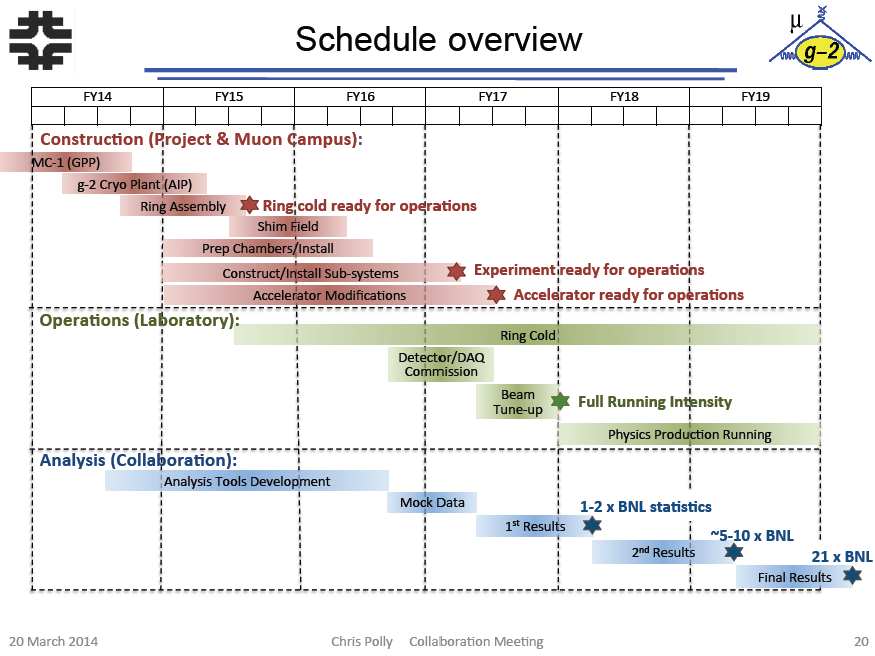 Schedule overview
μ
g–2
FY14 FY15 FY16 FY17 FY18 FY19
Construction (Project & Muon Campus):
MC-1 (GPP)
g-2 Cryo Plant (AIP)
Ring Assembly
Ring cold ready for operations
Shim Field
Prep Chambers/Install
Construct/Install Sub-systems
Experiment ready for operations
Accelerator Modifications
Accelerator ready for operations
Operations (Laboratory):
Ring Cold
Detector/DAQ
Commission
Beam
Tune-up
Full Running Intensity
Physics Production Running
Analysis (Collaboration):
Analysis Tools Development
Mock Data
1-2 x BNL statistics
1st Results
~5-10 x BNL
2nd Results
21 x BNL
Final Results
20 March 2014
Chris Polly Collaboration Meeting
20